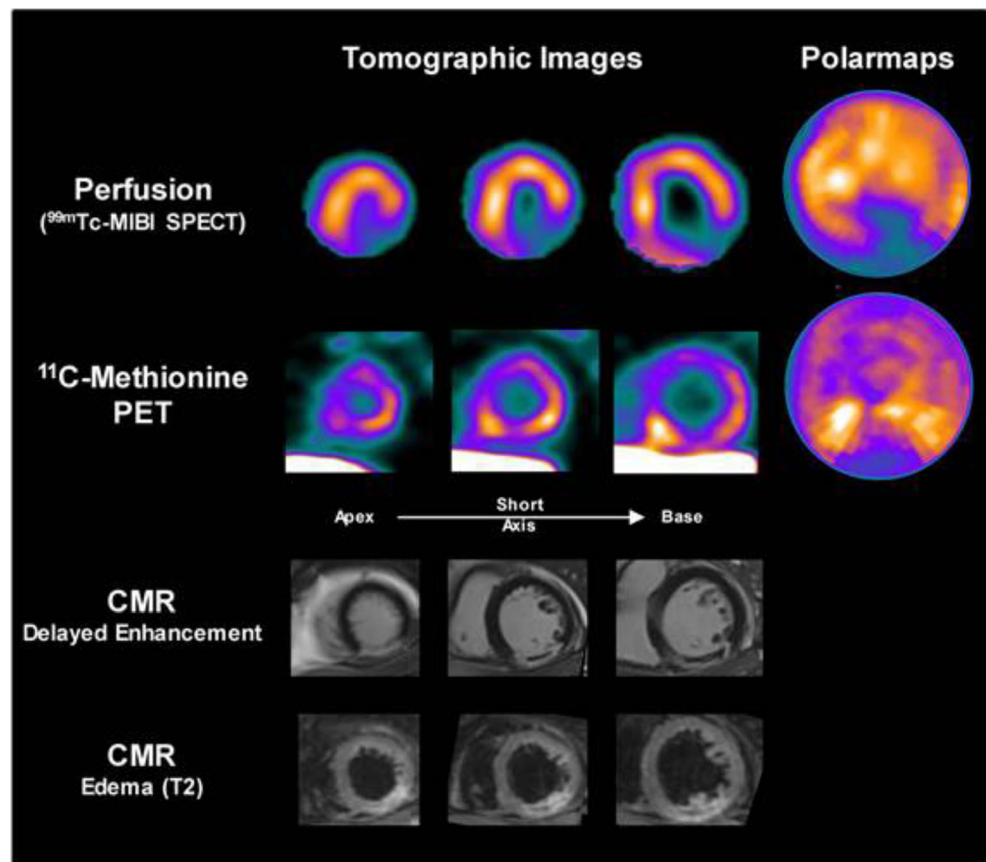 Tomographic Images
Polarmaps
Perfusion
(⁹⁹ᵐTc-MIBI SPECT)
¹¹C-Methionine
PET
Apex
Short
Axis
Base
CMR
Delayed Enhancement
CMR
Edema (T2)